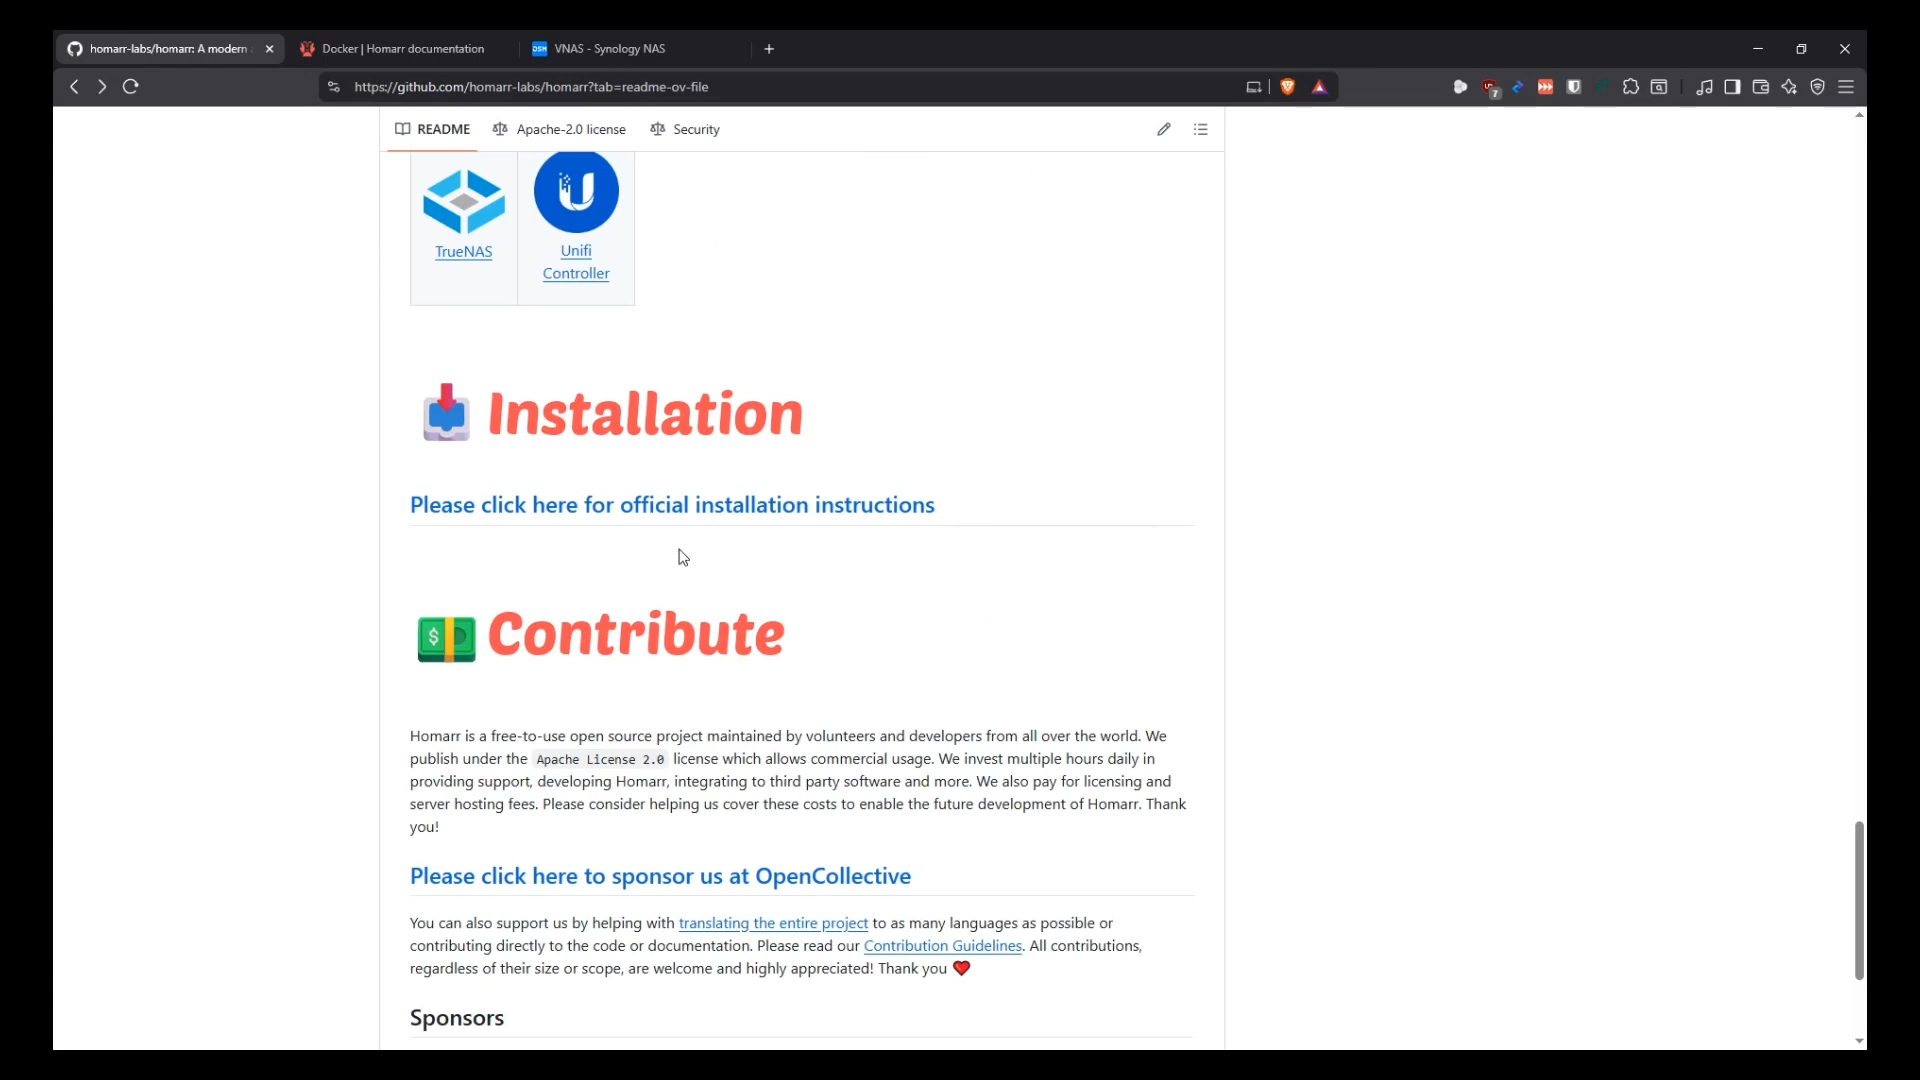 homarr-labs/homarr: A modern
Docker | Homarr documentation
DSM
VNAS - Synology NAS
https://github.com/homarr-labs/homarr?tab=readme-ov-file
7
README
Apache-2.0 license
Security
TrueNAS
U
Unifi
Controller
Installation
Please click here for official installation instructions
$
Contribute
Homarr is a free-to-use open source project maintained by volunteers and developers from all over the world. We
publish under the Apache License 2.0 license which allows commercial usage. We invest multiple hours daily in
providing support, developing Homarr, integrating to third party software and more. We also pay for licensing and
server hosting fees. Please consider helping us cover these costs to enable the future development of Homarr. Thank
you!
Please click here to sponsor us at OpenCollective
You can also support us by helping with translating the entire project to as many languages as possible or
contributing directly to the code or documentation. Please read our Contribution Guidelines. All contributions,
regardless of their size or scope, are welcome and highly appreciated! Thank you ❤️
Sponsors